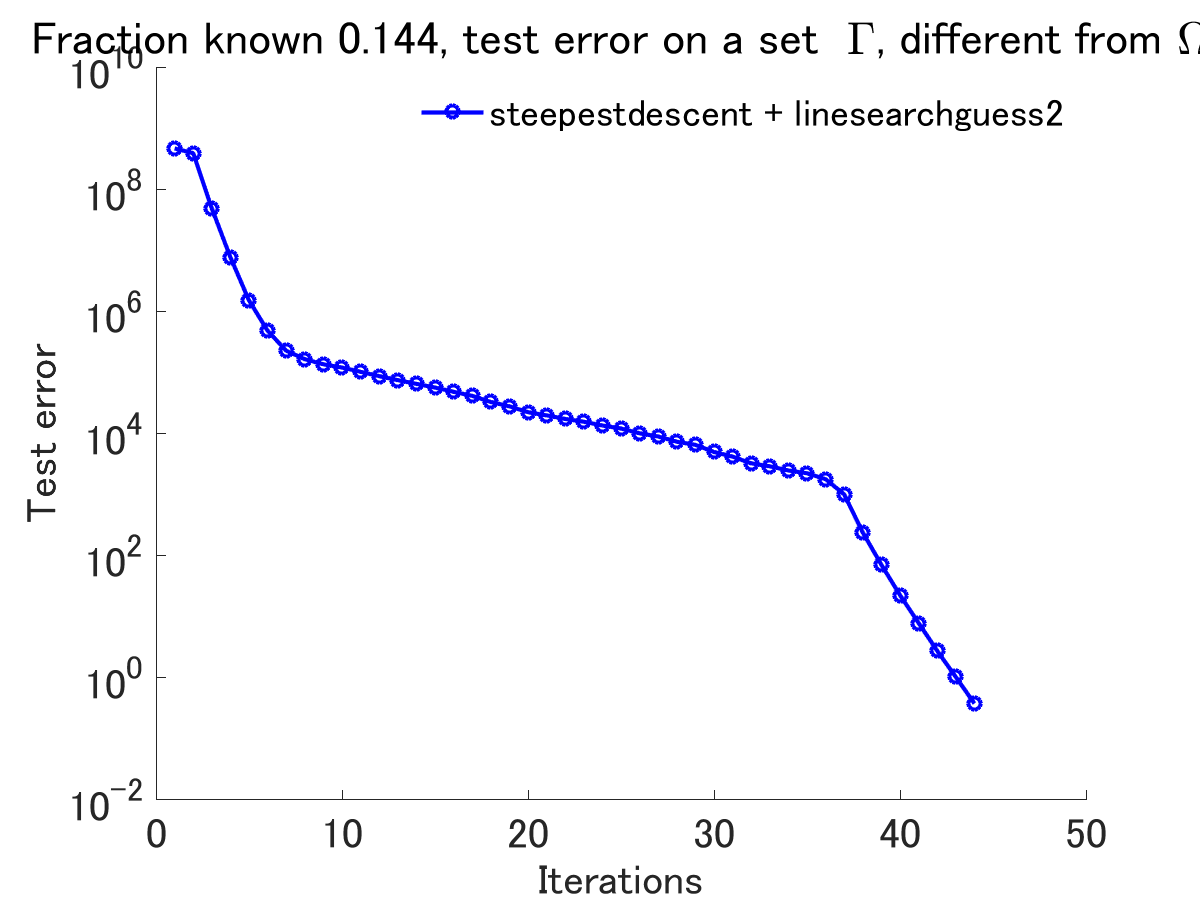 Fraction known 0.144, test error on a set Γ, different from Ω
steepestdescent + linesearchguess2
10^10
10^8
10^6
10^4
10^2
10^0
10^-2
Test error
0 10 20 30 40 50
Iterations